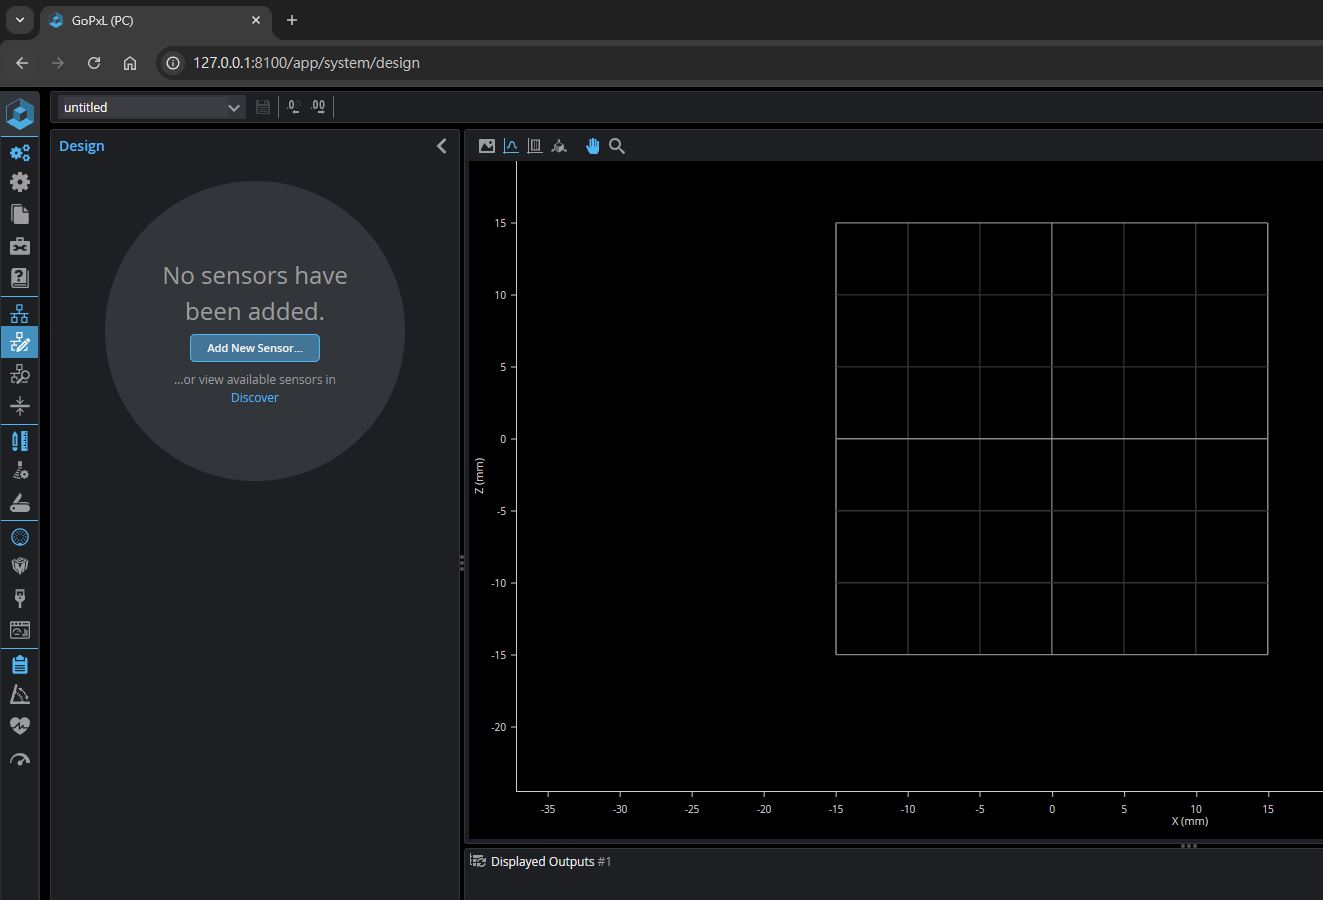 GoPxL (PC)
127.0.0.1:8100/app/system/design
untitled
.0
.00
Design
No sensors have
been added.
Add New Sensor...
...or view available sensors in
Discover
15
10
5
0
-5
-10
-15
-20
Z (mm)
-35 -30 -25 -20 -15 -10 -5 0 5 10 15
X (mm)
Displayed Outputs #1